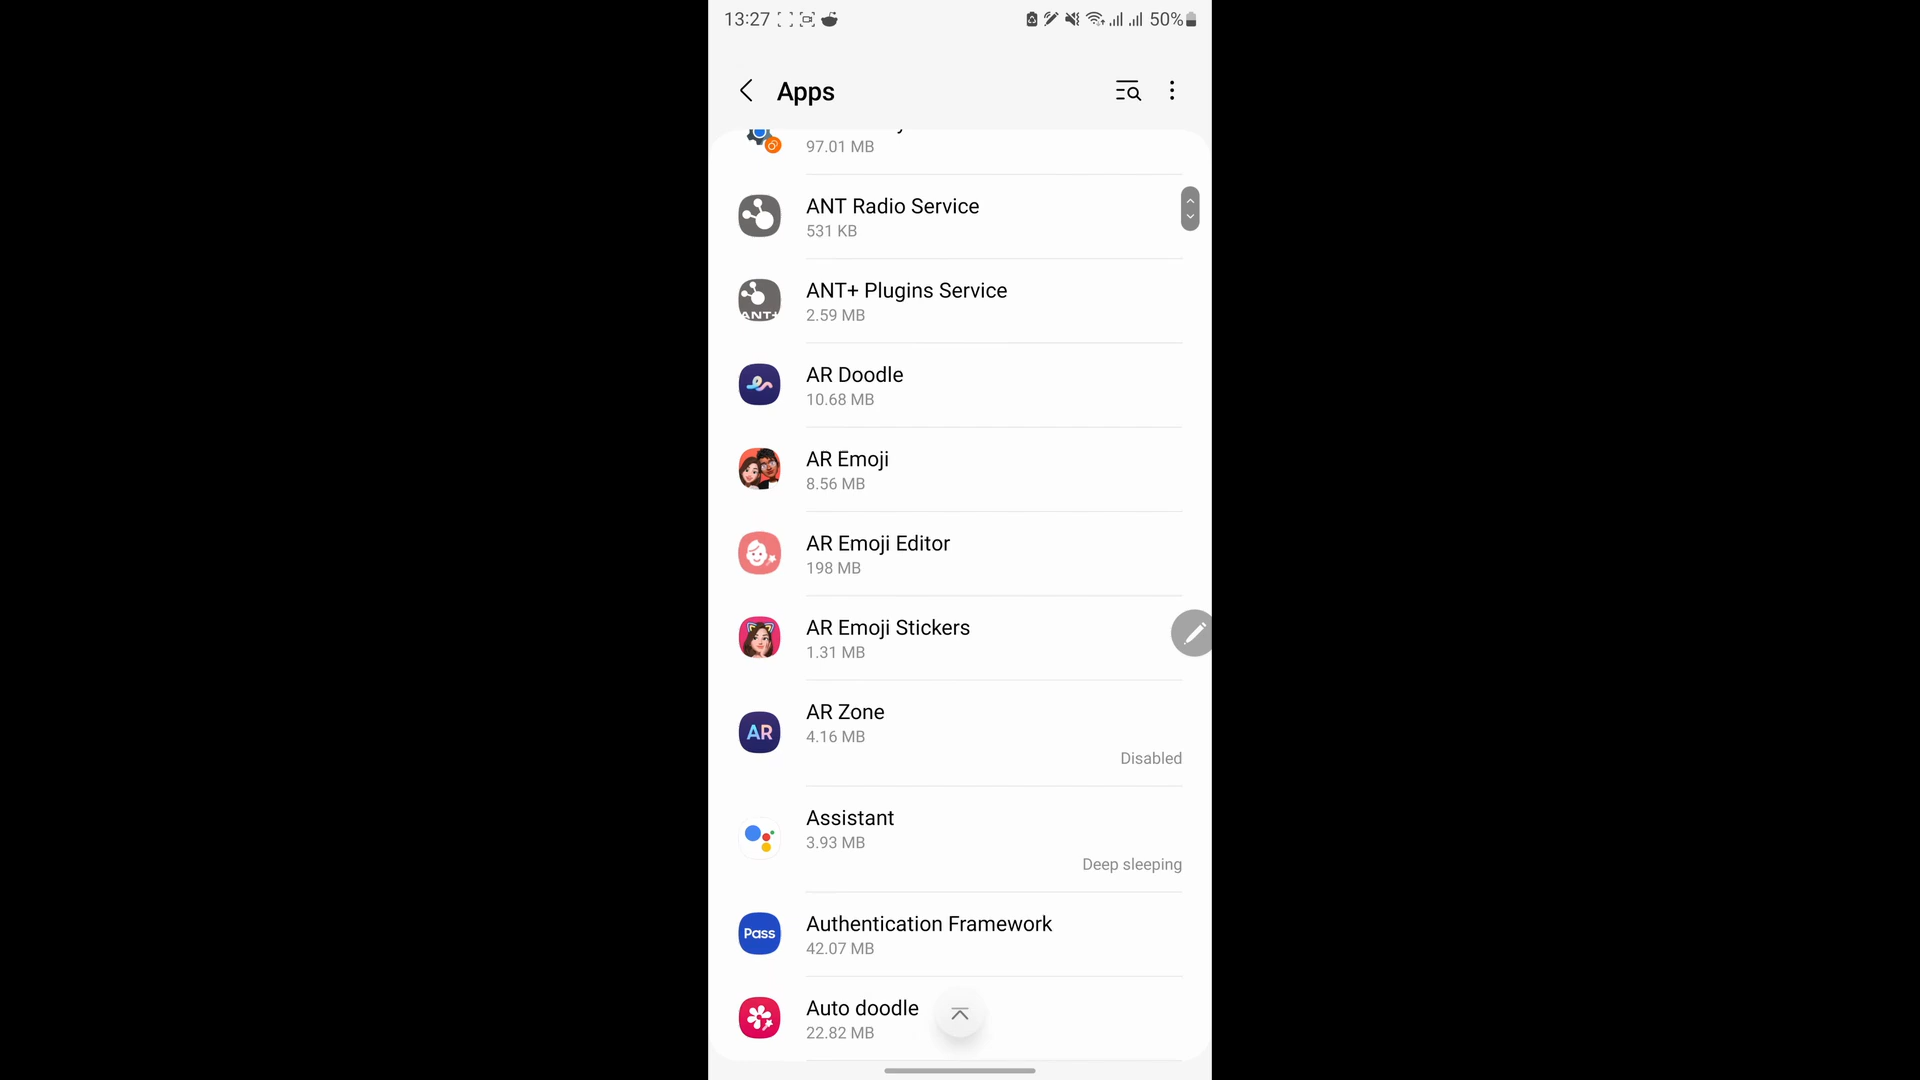 13:27
50%
Apps
97.01 MB
ANT Radio Service
531 KB
ANT+ Plugins Service
2.59 MB
ANT+
AR Doodle
10.68 MB
AR Emoji
8.56 MB
AR Emoji Editor
198 MB
AR Emoji Stickers
1.31 MB
AR Zone
4.16 MB
AR
Disabled
Assistant
3.93 MB
Deep sleeping
Authentication Framework
Pass
42.07 MB
Auto doodle
22.82 MB